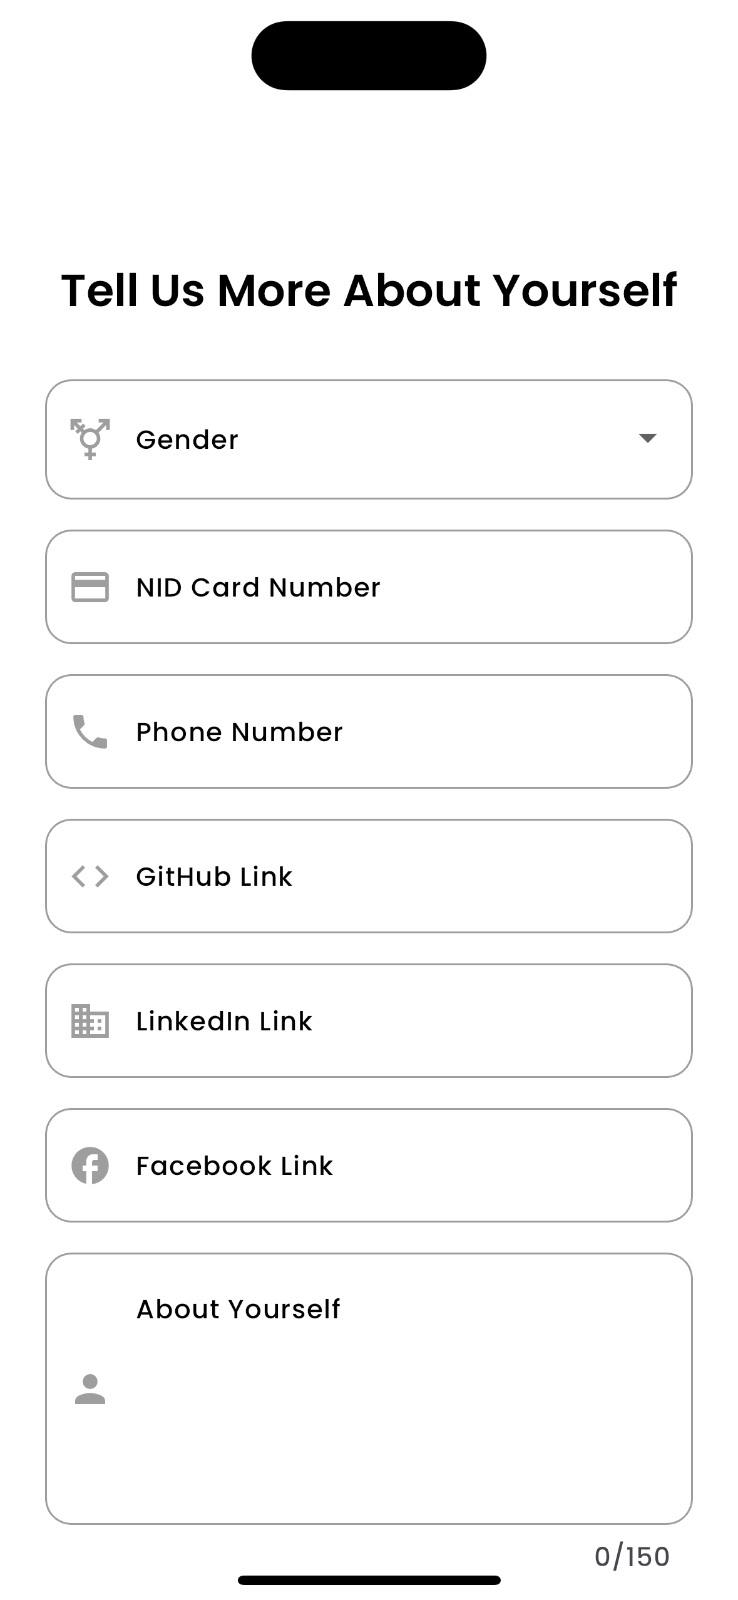 Tell Us More About Yourself
Gender
NID Card Number
Phone Number
GitHub Link
LinkedIn Link
Facebook Link
About Yourself
0/150